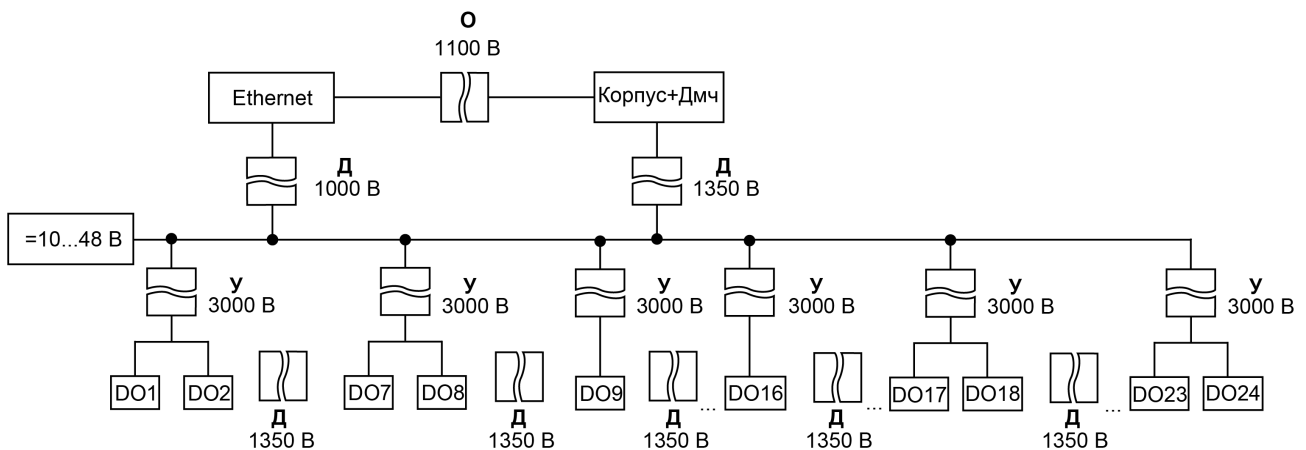 О
1100 В
Ethernet
Корпус+Дмч
Д
1000 В
Д
1350 В
=10...48 В
У
3000 В
У
3000 В
У
3000 В
У
3000 В
У
3000 В
У
3000 В
DO1
DO2
DO7
DO8
DO9
...
DO16
...
DO17
DO18
...
DO23
DO24
Д
1350 В
Д
1350 В
Д
1350 В
Д
1350 В
Д
1350 В